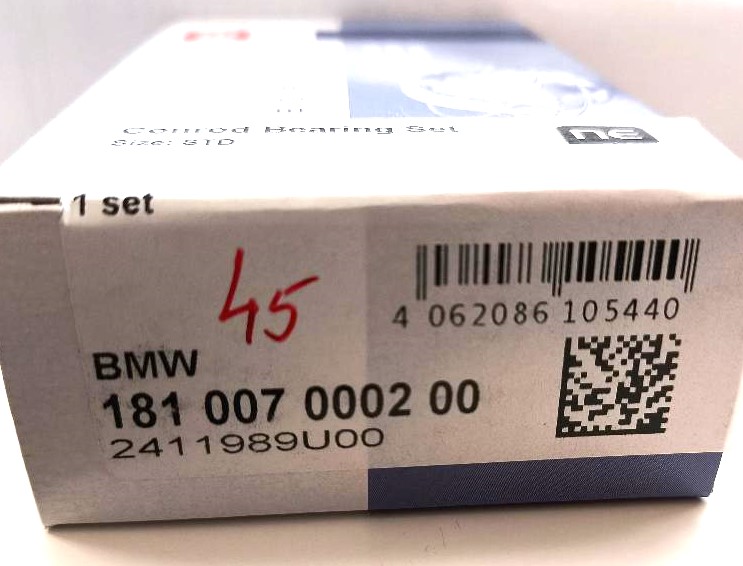 Conrod Bearing Set
Size: STD
1 set
45
4 062086 105440
BMW
181 007 0002 00
2411989U00